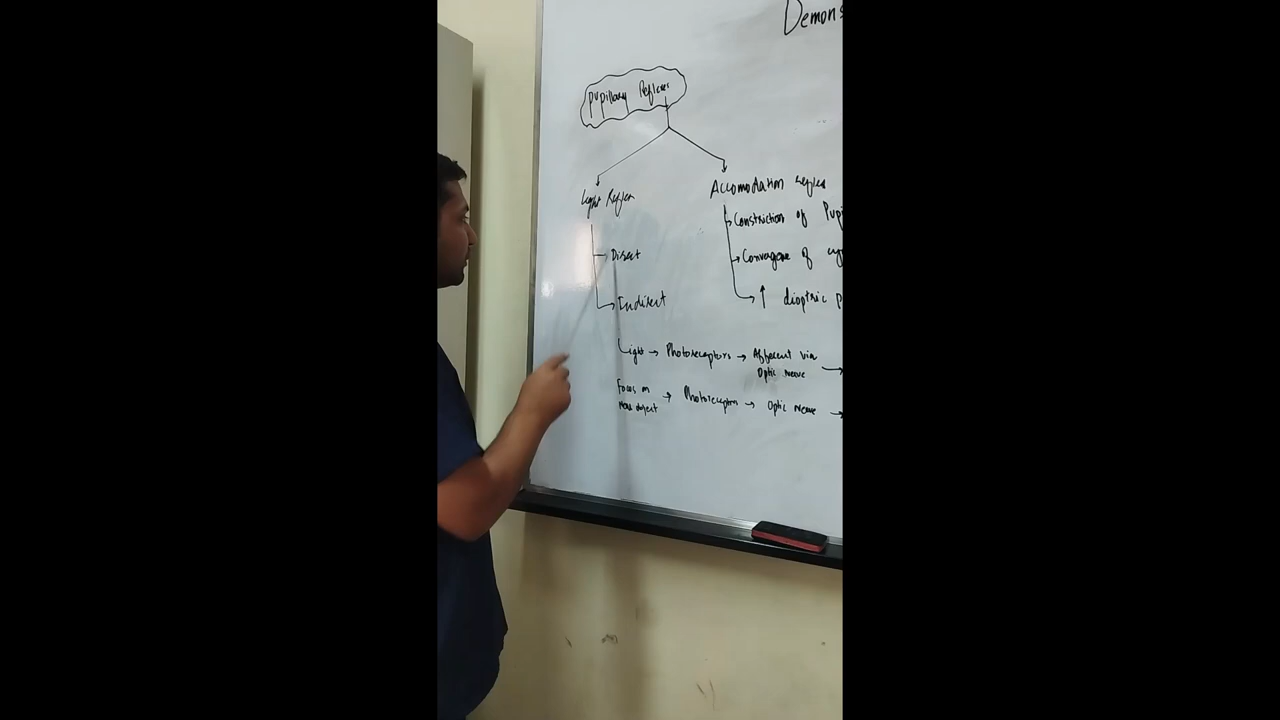 Demons
Pupillary Reflexes
Light Reflex
Accomodation reflex
Constriction of Pup
Direct
Convergence of ey
Indirect
↑ dioptric p
Light → Photoreceptors → Afferent via
Optic nerve →
Focus on
Near object → Photoreceptors → Optic nerve →